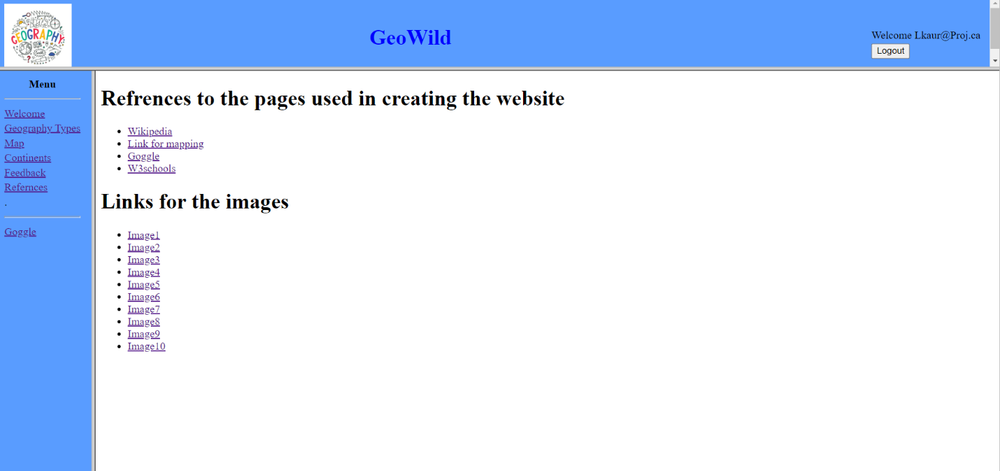 GEOGRAPHY
GeoWild
Welcome Lkaur@Proj.ca
Logout
Menu
Welcome
Geography Types
Map
Continents
Feedback
Refernces
.
Goggle
Refrences to the pages used in creating the website
Wikipedia
Link for mapping
Goggle
W3schools
Links for the images
Image1
Image2
Image3
Image4
Image5
Image6
Image7
Image8
Image9
Image10